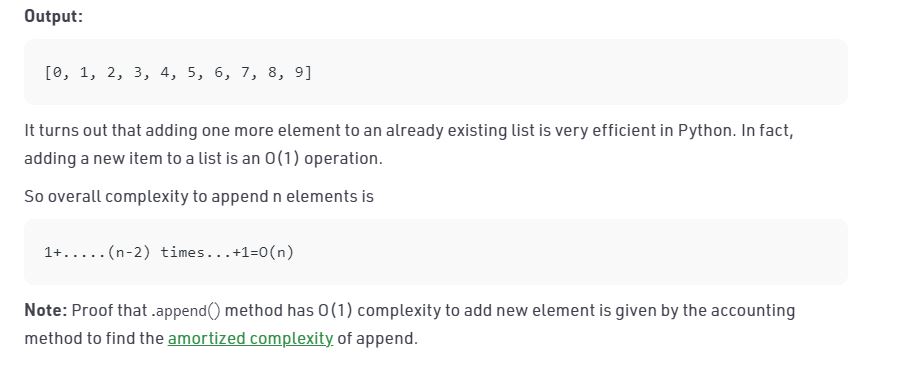 Output:
[0, 1, 2, 3, 4, 5, 6, 7, 8, 9]
It turns out that adding one more element to an already existing list is very efficient in Python. In fact,
adding a new item to a list is an O(1) operation.
So overall complexity to append n elements is
1+.....(n-2) times...+1=O(n)
Note: Proof that .append() method has O(1) complexity to add new element is given by the accounting
method to find the amortized complexity of append.